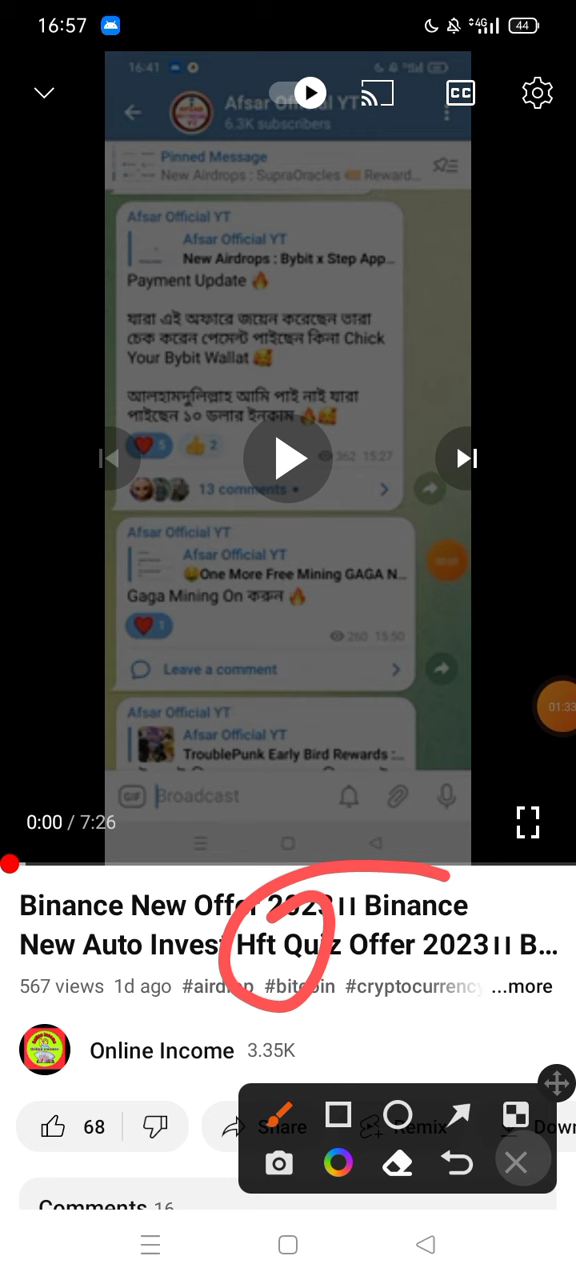 16:57
4G
44
16:41
Afsar Official YT
6.3K subscribers
CC
Pinned Message
New Airdrops : SupraOracles Reward...
Afsar Official YT
Afsar Official YT
New Airdrops : Bybit x Step App...
Payment Update 🔥
যারা এই অফারে জয়েন করেছেন তারা
চেক করেন পেমেন্ট পাইছেন কিনা Chick
Your Bybit Wallat 🥰
আলহামদুলিল্লাহ আমি পাই নাই যারা
পাইছেন ১০ ডলার ইনকাম 🔥🥰
❤️ 5 👍 2
362 15:27
13 comments
Afsar Official YT
Afsar Official YT
🤑One More Free Mining GAGA N...
Gaga Mining On করুন 🔥
❤️ 1
260 15:50
Leave a comment
Afsar Official YT
Afsar Official YT
TroublePunk Early Bird Rewards :...
01:33
GIF Broadcast
0:00 / 7:26
Binance New Offer 2023।। Binance
New Auto Invest Hft Quiz Offer 2023।। B...
567 views 1d ago #airdrop #bitcoin #cryptocurrency ...more
Online Income 3.35K
68 Share Remix Down
Comments 16